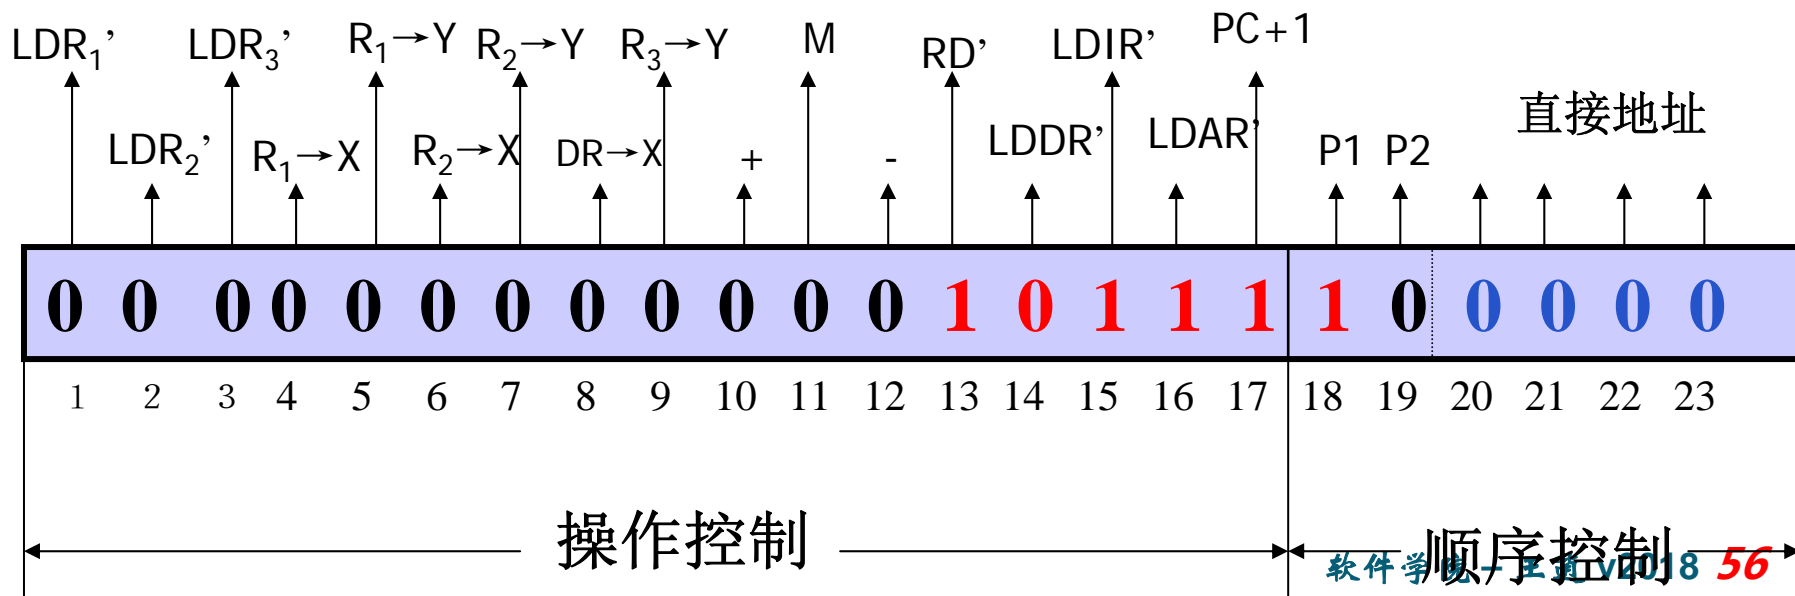 LDR₁’ LDR₃’ R₁→Y R₂→Y R₃→Y M RD’ LDIR’ PC+1
LDR₂’ R₁→X R₂→X DR→X + - LDDR’ LDAR’ P1 P2 直接地址
0 0 0 0 0 0 0 0 0 0 0 0 1 0 1 1 1 1 0 0 0 0 0
1 2 3 4 5 6 7 8 9 10 11 12 13 14 15 16 17 18 19 20 21 22 23
操作控制 顺序控制
软件学院 - v2018 56